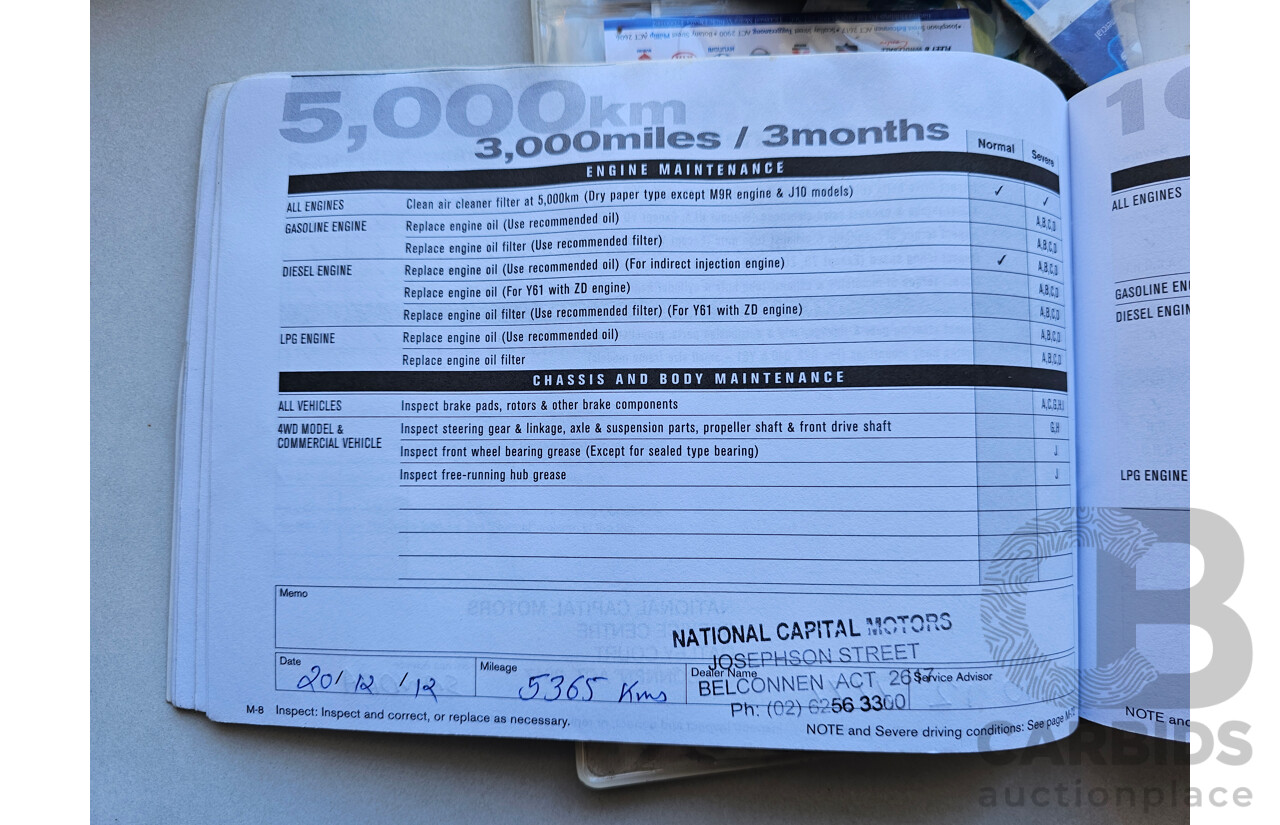 5,000km
3,000miles / 3months
Normal Severe
ENGINE MAINTENANCE
ALL ENGINES Clean air cleaner filter at 5,000km (Dry paper type except M9R engine & J10 models) ✓ ✓
GASOLINE ENGINE Replace engine oil (Use recommended oil) A,B,C,D
Replace engine oil filter (Use recommended filter) A,B,C,D
DIESEL ENGINE Replace engine oil (Use recommended oil) (For indirect injection engine) ✓ A,B,C,D
Replace engine oil (For Y61 with ZD engine) A,B,C,D
Replace engine oil filter (Use recommended filter) (For Y61 with ZD engine) A,B,C,D
LPG ENGINE Replace engine oil (Use recommended oil) A,B,C,D
Replace engine oil filter A,B,C,D
CHASSIS AND BODY MAINTENANCE
ALL VEHICLES Inspect brake pads, rotors & other brake components A,C,G,H,I
4WD MODEL &
COMMERCIAL VEHICLE Inspect steering gear & linkage, axle & suspension parts, propeller shaft & front drive shaft G,H
Inspect front wheel bearing grease (Except for sealed type bearing) J
Inspect free-running hub grease J
Memo
NATIONAL CAPITAL MOTORS
JOSEPHSON STREET
BELCONNEN ACT 2617
Ph: (02) 6256 3300
Date 20/12/12
Mileage 5365 Kms
Dealer Name
Service Advisor
M-8 Inspect: Inspect and correct, or replace as necessary.
NOTE and Severe driving conditions: See page
10
ALL ENGINES
GASOLINE EN
DIESEL ENGIN
LPG ENGINE
NOTE and
CB
CARBIDS
auctionplace